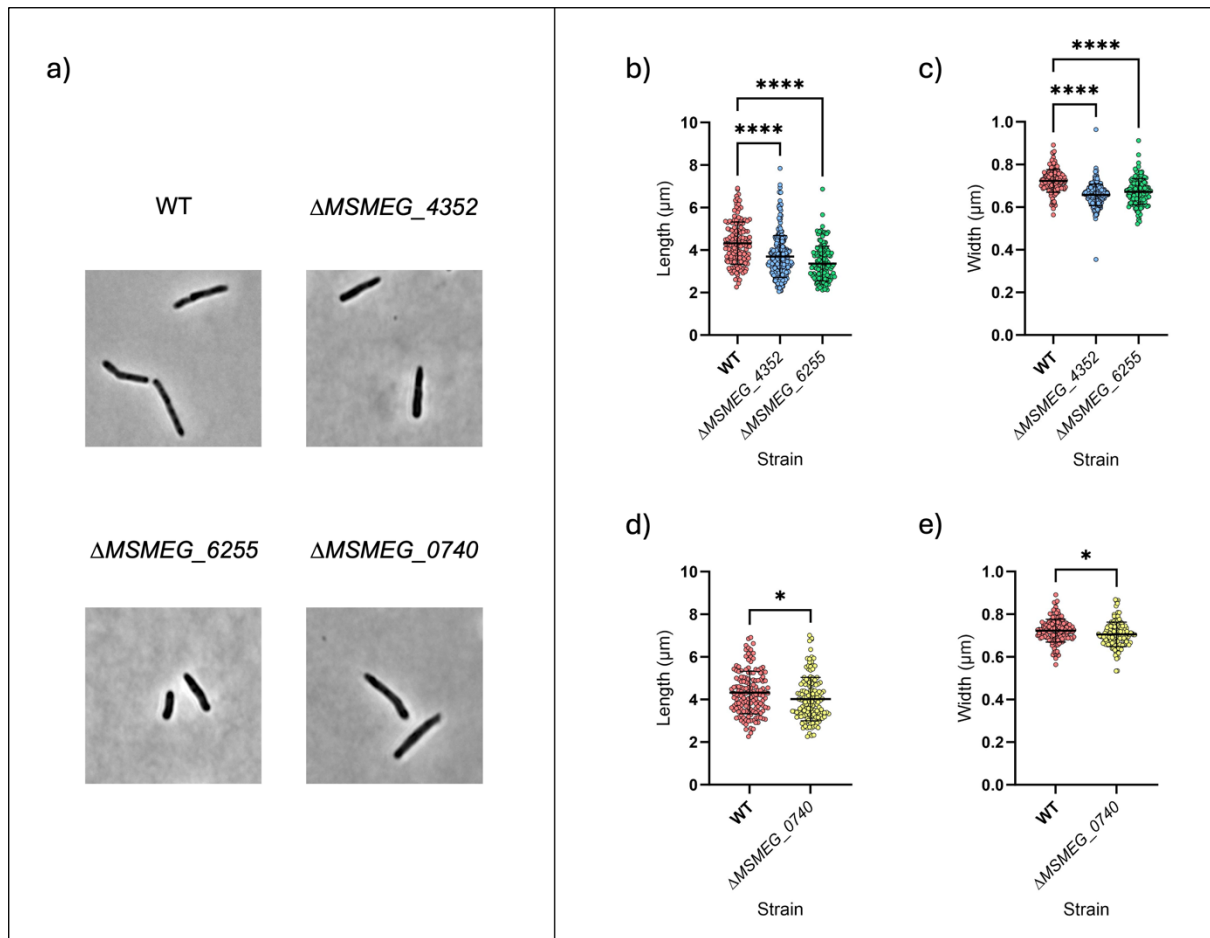 a)
WT
ΔMSMEG_4352
ΔMSMEG_6255
ΔMSMEG_0740
b)
****
****
10
8
6
4
2
0
Length (µm)
WT
ΔMSMEG_4352
ΔMSMEG_6255
Strain
c)
****
****
1.0
0.8
0.6
0.4
0.2
0.0
Width (µm)
WT
ΔMSMEG_4352
ΔMSMEG_6255
Strain
d)
*
10
8
6
4
2
0
Length (µm)
WT
ΔMSMEG_0740
Strain
e)
*
1.0
0.8
0.6
0.4
0.2
0.0
Width (µm)
WT
ΔMSMEG_0740
Strain